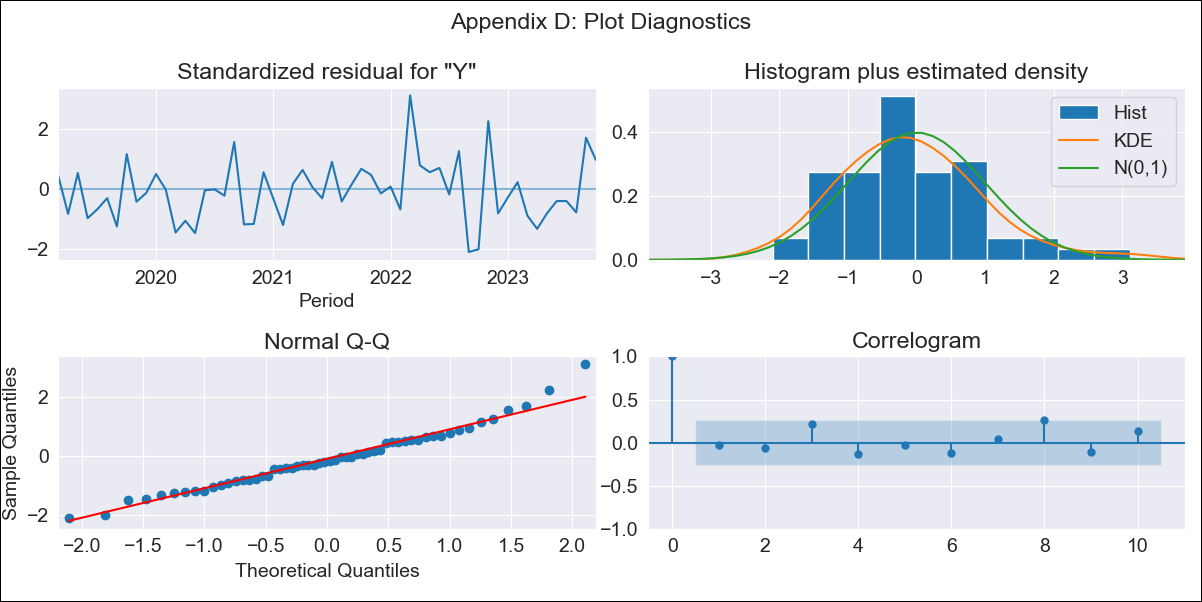 Appendix D: Plot Diagnostics
Standardized residual for "Y"
2
0
−2
2020 2021 2022 2023
Period
Histogram plus estimated density
0.4
0.2
0.0
Hist
KDE
N(0,1)
−3 −2 −1 0 1 2 3
Normal Q-Q
Sample Quantiles
2
0
−2
−2.0 −1.5 −1.0 −0.5 0.0 0.5 1.0 1.5 2.0
Theoretical Quantiles
Correlogram
1.0
0.5
0.0
−0.5
−1.0
0 2 4 6 8 10